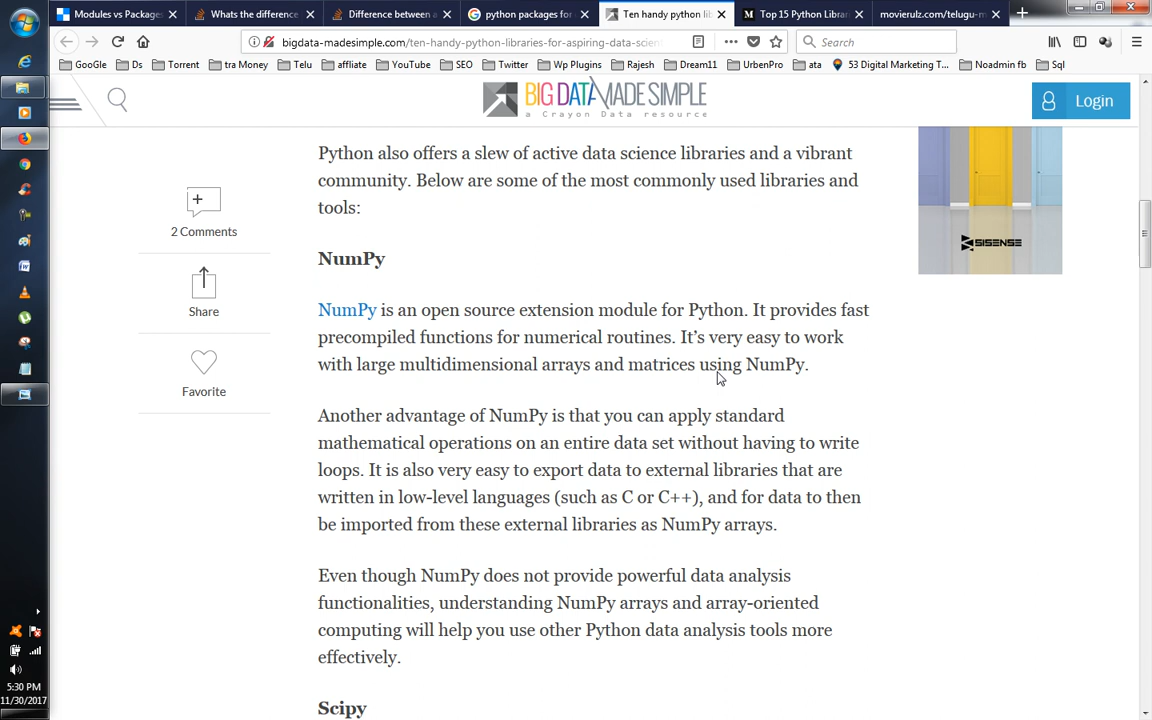 Modules vs Packages
Whats the difference
Difference between a
python packages for
Ten handy python lib
Top 15 Python Librar
movierulz.com/telugu-m
bigdata-madesimple.com/ten-handy-python-libraries-for-aspiring-data-scien
Search
GooGle
Ds
Torrent
tra Money
Telu
affliate
YouTube
SEO
Twitter
Wp Plugins
Rajesh
Dream11
UrbenPro
ata
53 Digital Marketing T...
Noadmin fb
Sql
BIG DATA MADE SIMPLE
a Crayon Data resource
Login
Python also offers a slew of active data science libraries and a vibrant
community. Below are some of the most commonly used libraries and
tools:
2 Comments
Share
Favorite
SISENSE
NumPy
NumPy is an open source extension module for Python. It provides fast
precompiled functions for numerical routines. It's very easy to work
with large multidimensional arrays and matrices using NumPy.
Another advantage of NumPy is that you can apply standard
mathematical operations on an entire data set without having to write
loops. It is also very easy to export data to external libraries that are
written in low-level languages (such as C or C++), and for data to then
be imported from these external libraries as NumPy arrays.
Even though NumPy does not provide powerful data analysis
functionalities, understanding NumPy arrays and array-oriented
computing will help you use other Python data analysis tools more
effectively.
Scipy
5:30 PM
11/30/2017